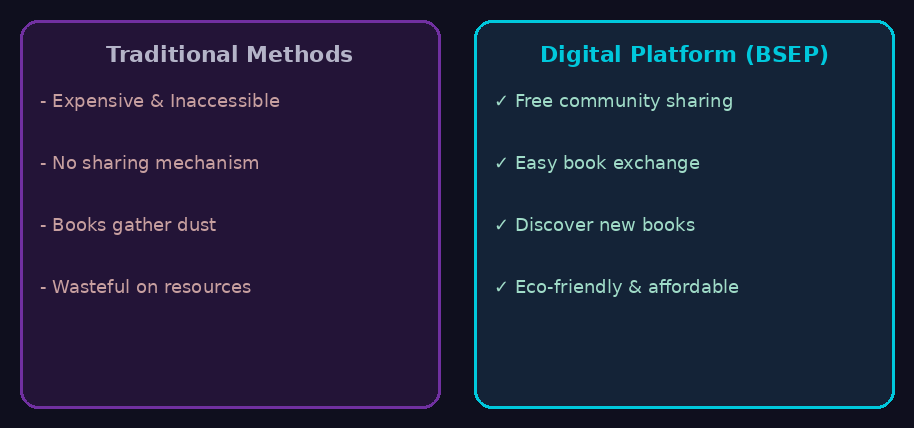 Traditional Methods
- Expensive & Inaccessible
- No sharing mechanism
- Books gather dust
- Wasteful on resources
Digital Platform (BSEP)
✓ Free community sharing
✓ Easy book exchange
✓ Discover new books
✓ Eco-friendly & affordable